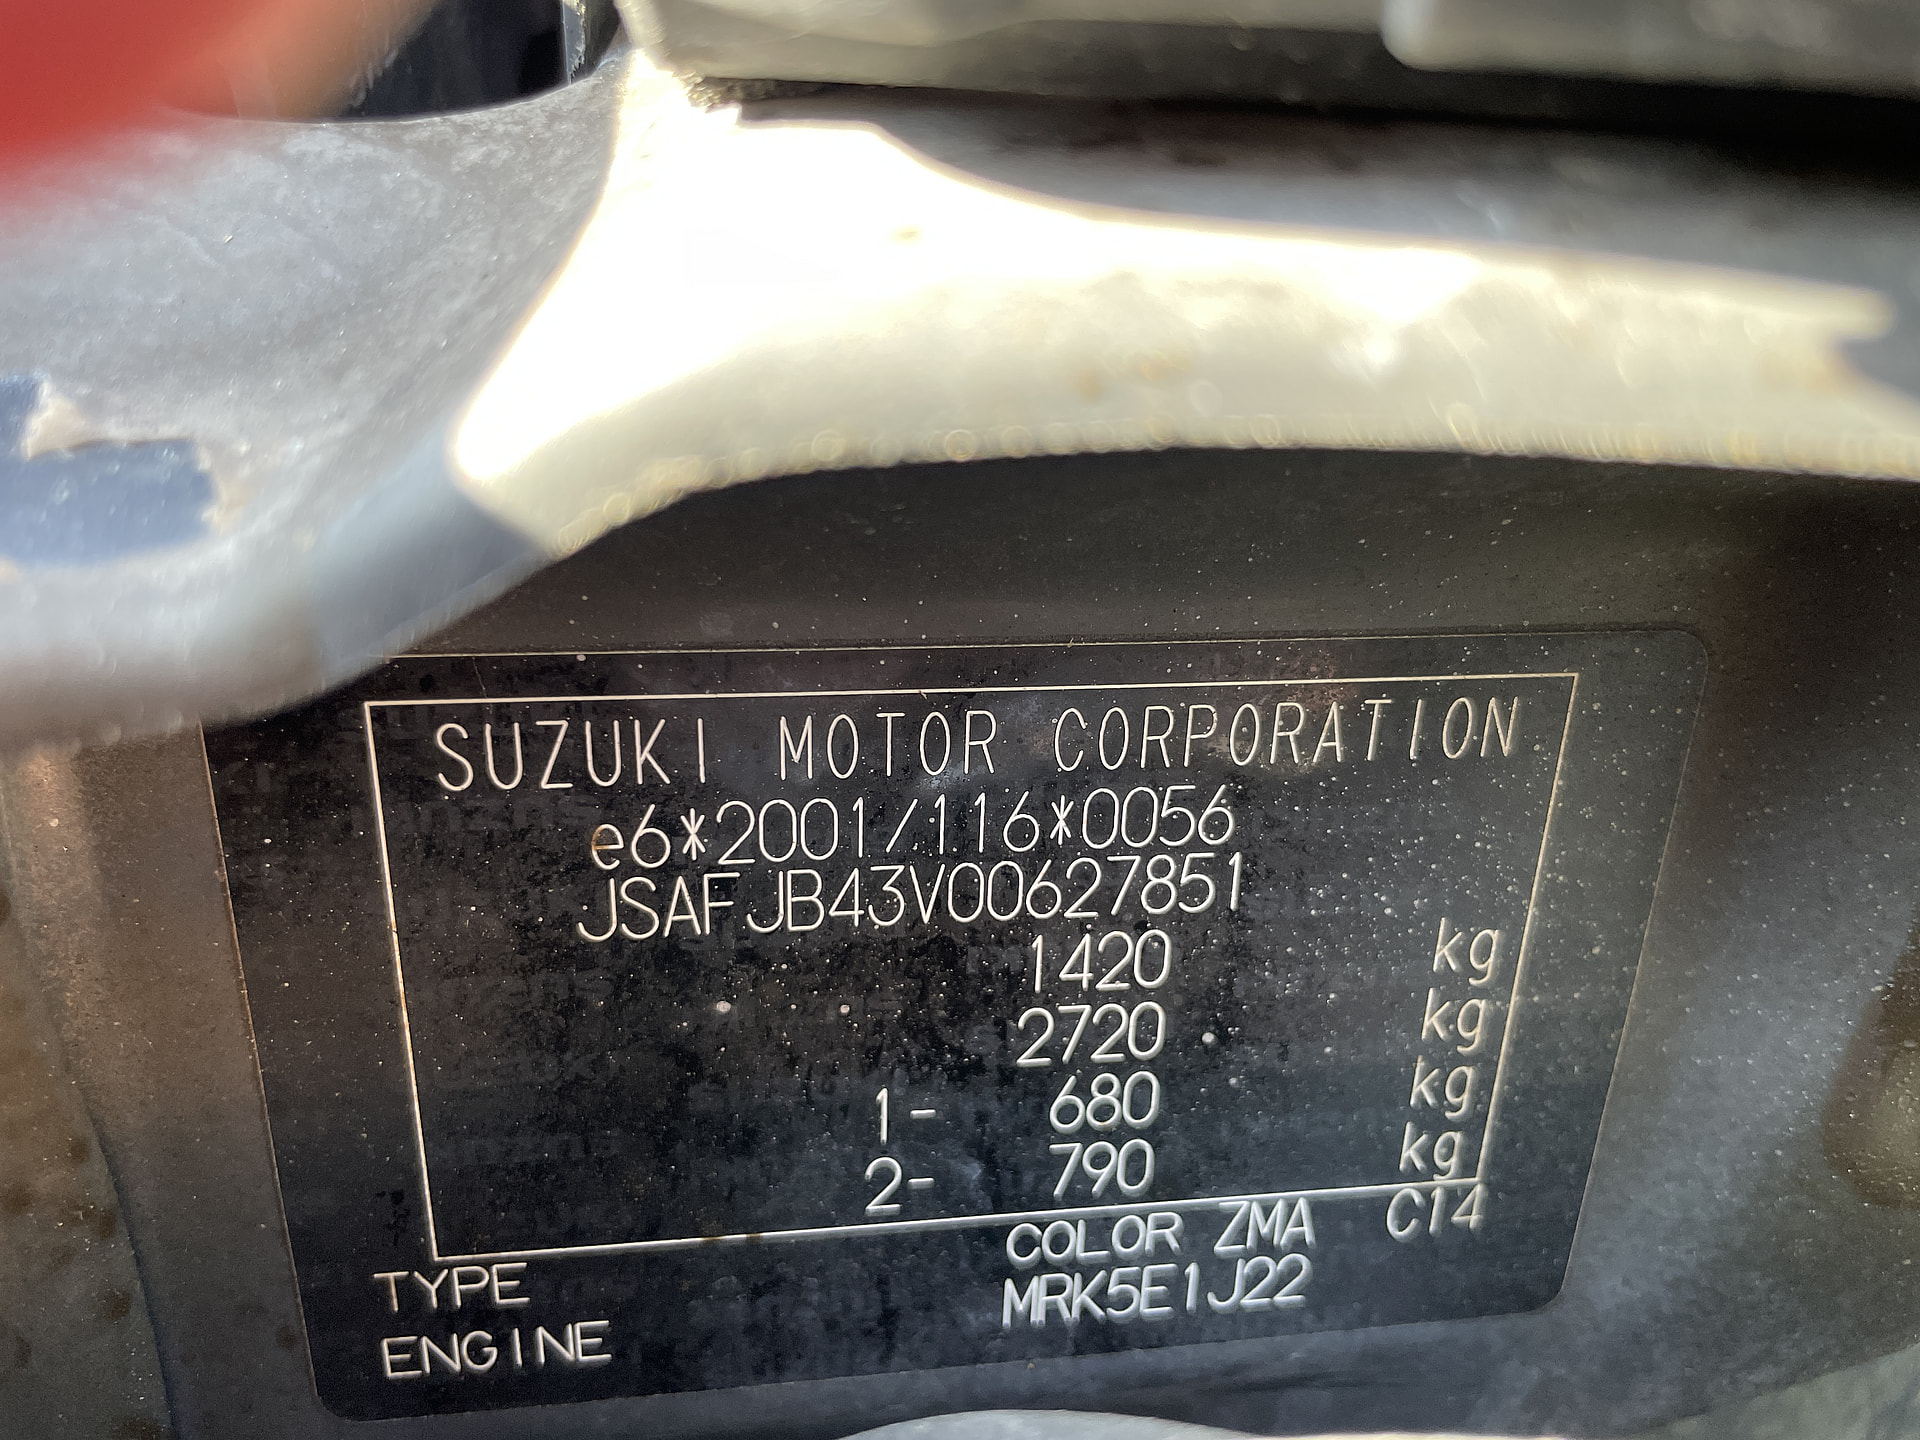 SUZUKI MOTOR CORPORATION
e6*2001/116*0056
JSAFJB43V00627851
1420 kg
2720 kg
1- 680 kg
2- 790 kg
COLOR ZMA C14
TYPE MRK5E1J22
ENGINE